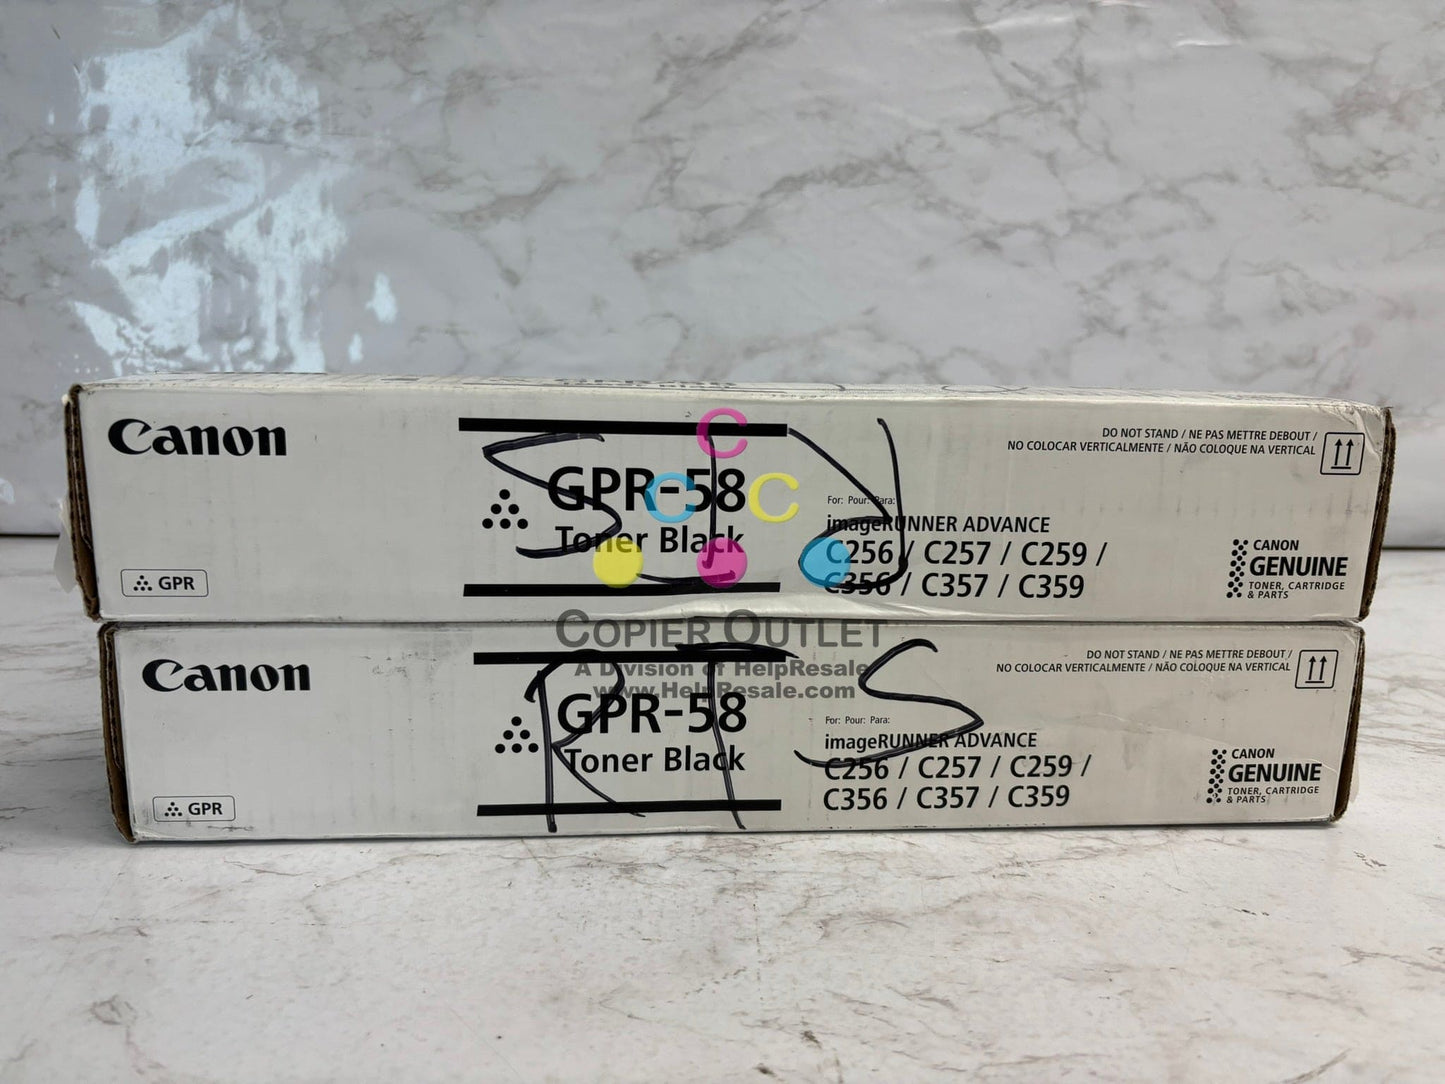 Canon
GPR-58
Toner Black
GPR
For: Pour: Para:
imageRUNNER ADVANCE
C256 / C257 / C259 /
C356 / C357 / C359
DO NOT STAND / NE PAS METTRE DEBOUT /
NO COLOCAR VERTICALMENTE / NÃO COLOQUE NA VERTICAL
CANON
GENUINE
TONER, CARTRIDGE
& PARTS
C
C C
COPIER OUTLET
A Division of HelpResale
www.HelpResale.com
Canon
GPR-58
Toner Black
GPR
For: Pour: Para:
imageRUNNER ADVANCE
C256 / C257 / C259 /
C356 / C357 / C359
DO NOT STAND / NE PAS METTRE DEBOUT /
NO COLOCAR VERTICALMENTE / NÃO COLOQUE NA VERTICAL
CANON
GENUINE
TONER, CARTRIDGE
& PARTS